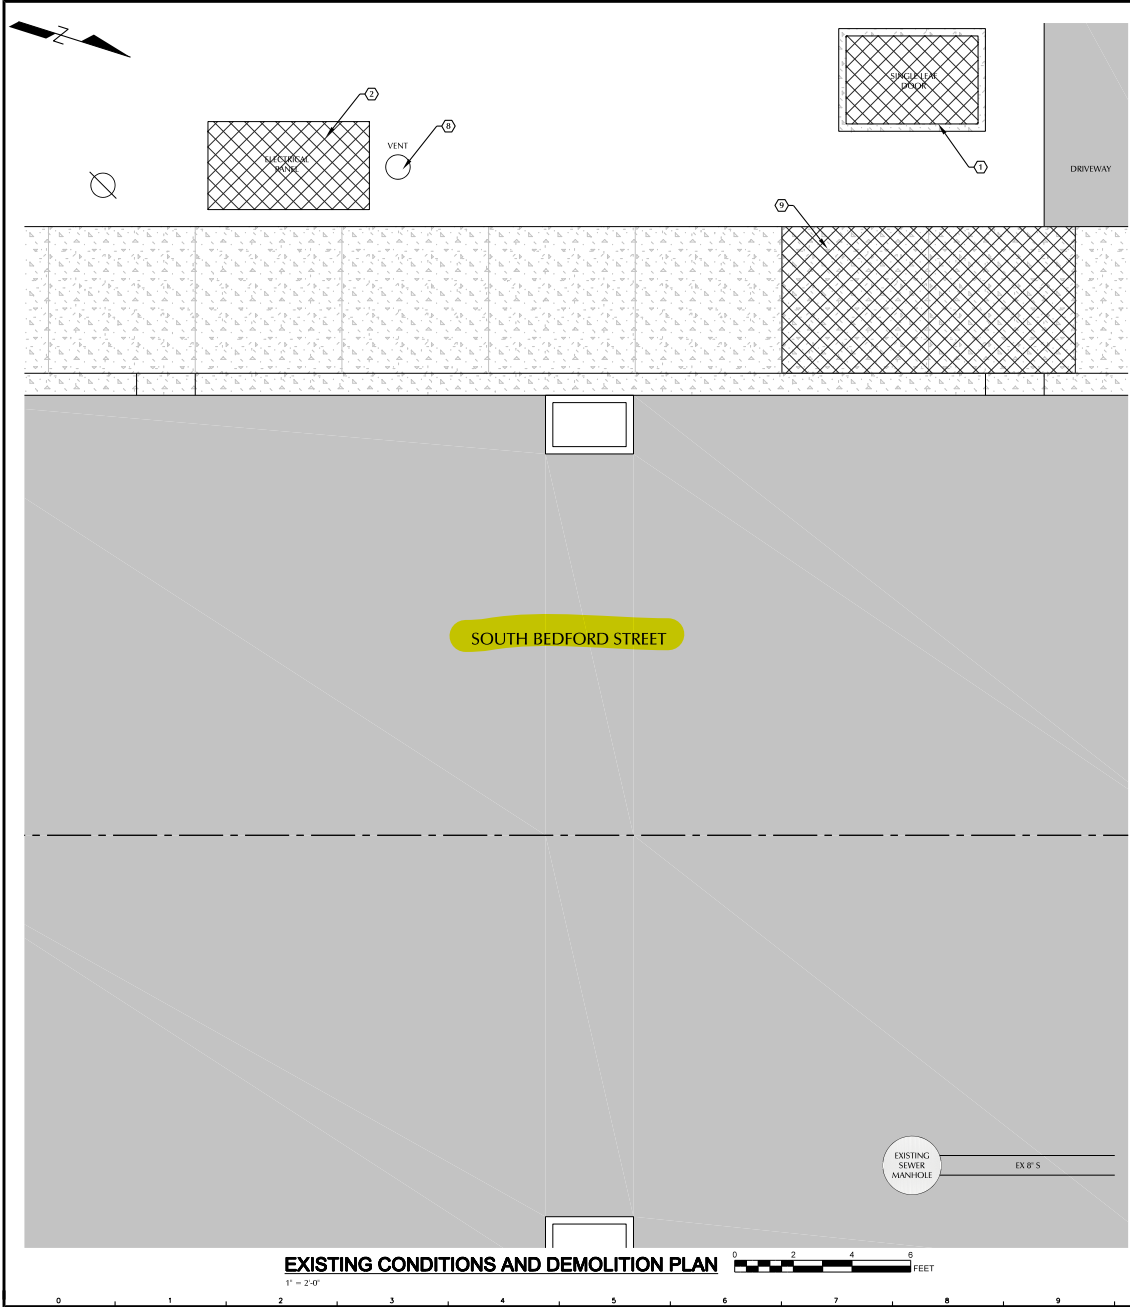 N
2
8
VENT
ELECTRICAL
PANEL
SINGLE LEAF
DOOR
1
DRIVEWAY
9
SOUTH BEDFORD STREET
EXISTING
SEWER
MANHOLE
EX 8" S
EXISTING CONDITIONS AND DEMOLITION PLAN
1" = 2'-0"
0 2 4 6
FEET
0 1 2 3 4 5 6 7 8 9